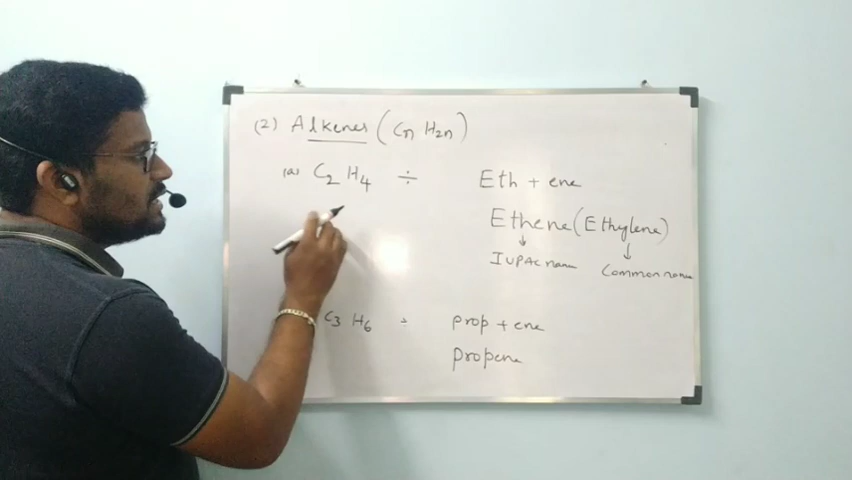 (2) Alkenes (CnH2n)
(a) C2H4 ÷ Eth + ene
Ethene (Ethylene)
↓ ↓
IUPAC name Common name
C3H6 : prop + ene
propene